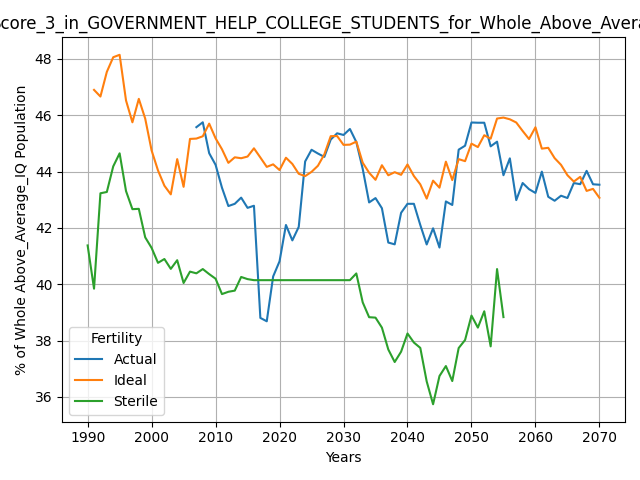 core_3_in_GOVERNMENT_HELP_COLLEGE_STUDENTS_for_Whole_Above_Avera
% of Whole Above_Average_IQ Population
48
46
44
42
40
38
36
Fertility
Actual
Ideal
Sterile
1990 2000 2010 2020 2030 2040 2050 2060 2070
Years